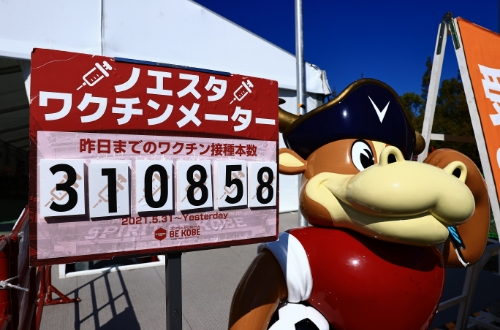 ノエスタ
ワクチンメーター
昨日までのワクチン接種本数
310858
2021.5.31～Yesterday
BE KOBE